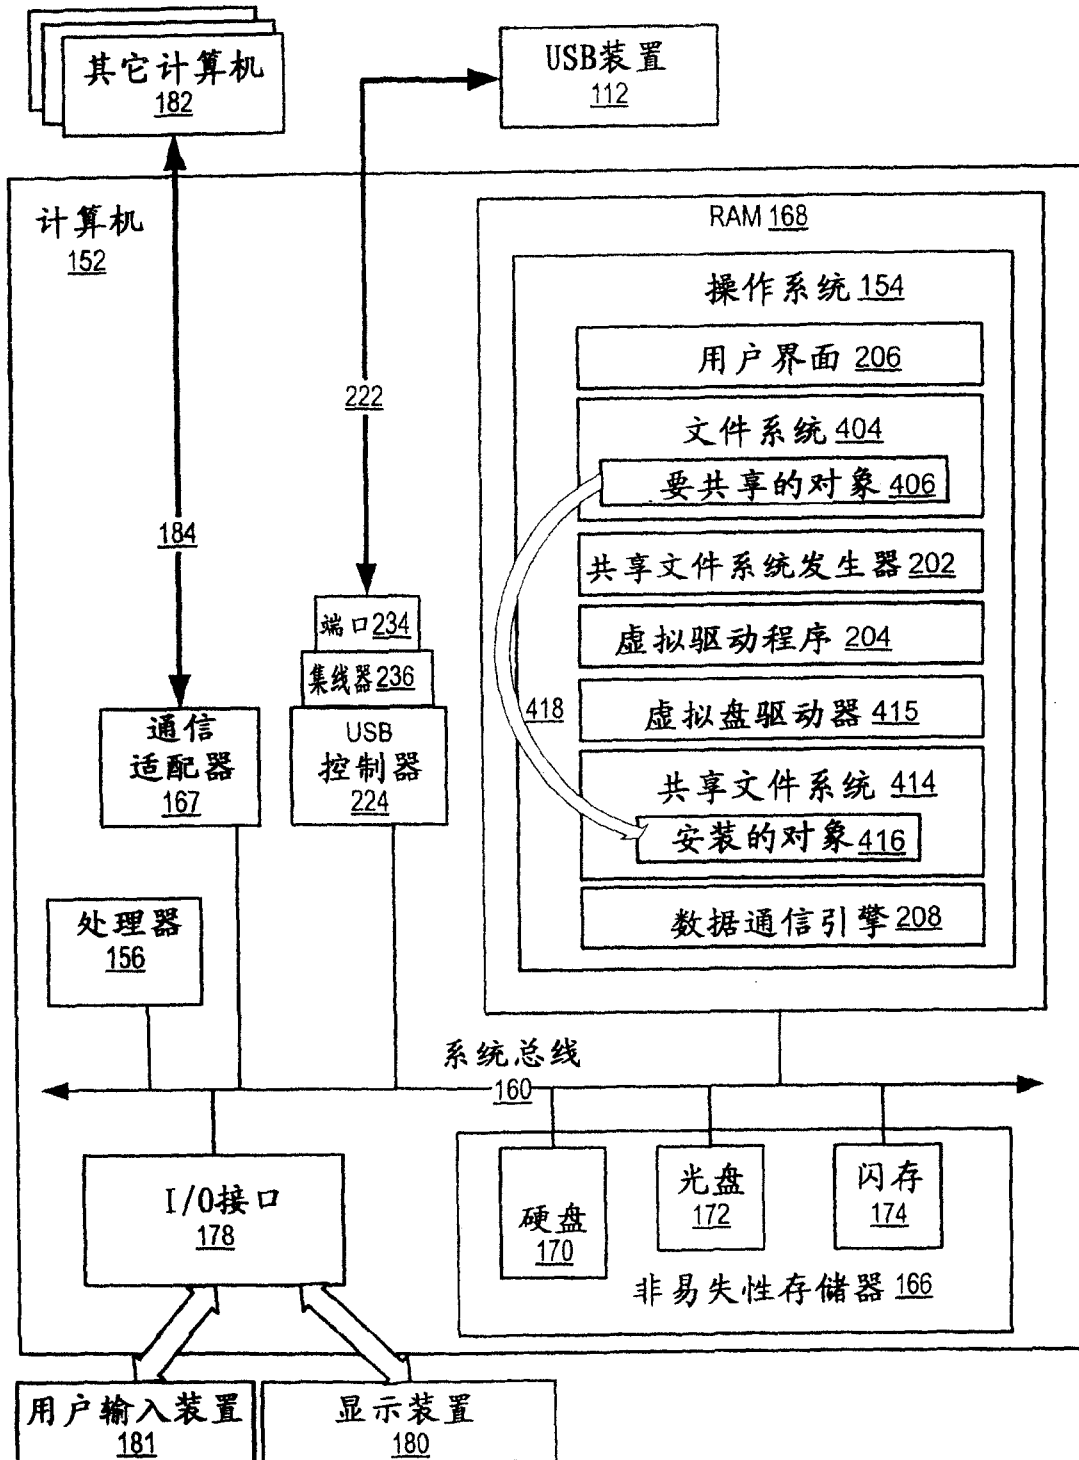 其它计算机
182
USB装置
112
计算机
152
RAM 168
操作系统 154
用户界面 206
文件系统 404
要共享的对象 406
共享文件系统发生器 202
虚拟驱动程序 204
虚拟盘驱动器 415
共享文件系统 414
安装的对象 416
数据通信引擎 208
418
222
184
端口 234
集线器 236
USB
控制器
224
通信
适配器
167
处理器
156
系统总线
160
I/O接口
178
硬盘
170
光盘
172
闪存
174
非易失性存储器 166
用户输入装置
181
显示装置
180